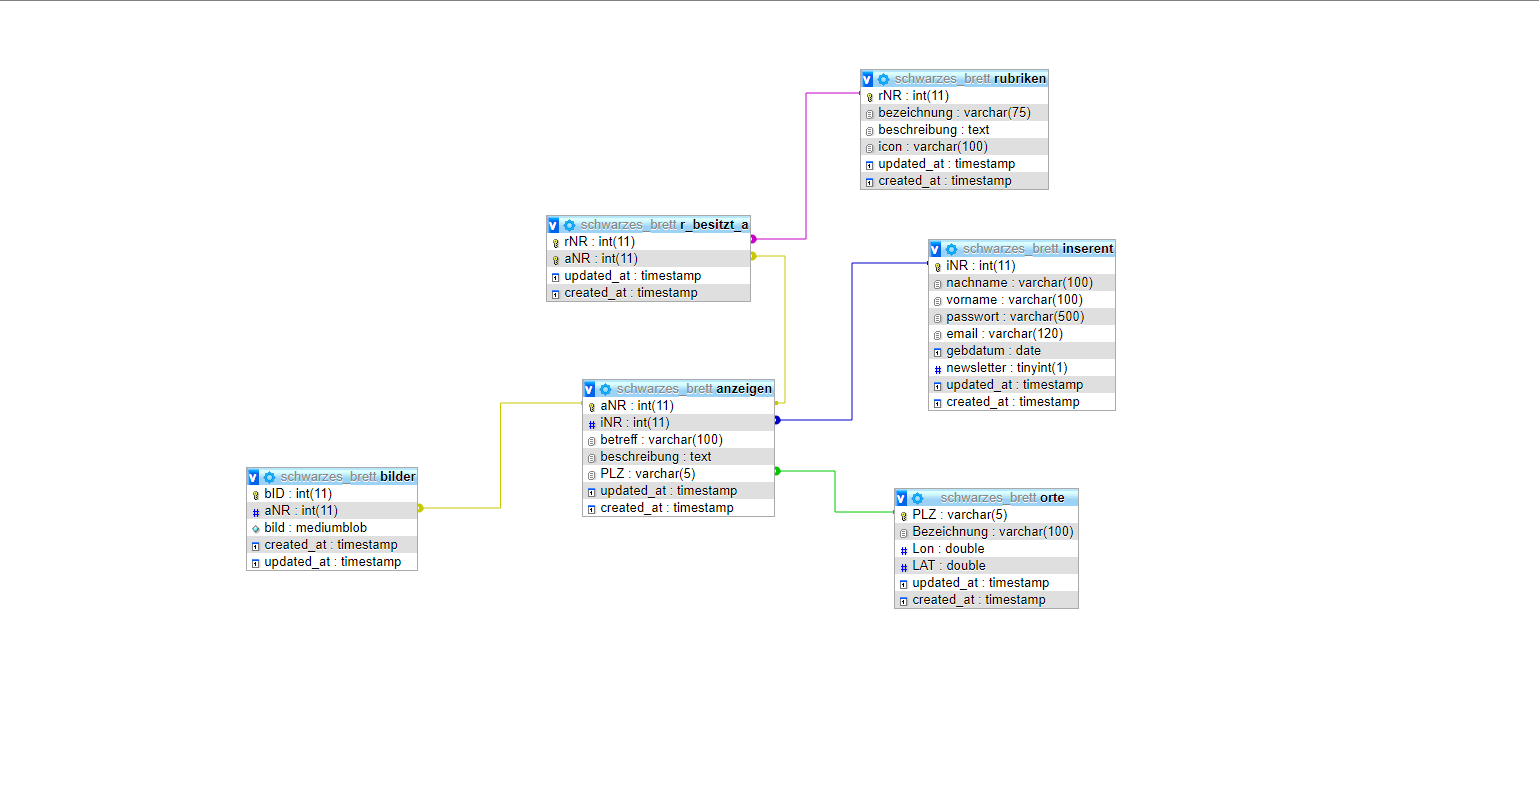 schwarzes_brett rubriken
rNR : int(11)
bezeichnung : varchar(75)
beschreibung : text
icon : varchar(100)
updated_at : timestamp
created_at : timestamp
schwarzes_brett r_besitzt_a
rNR : int(11)
aNR : int(11)
updated_at : timestamp
created_at : timestamp
schwarzes_brett inserent
iNR : int(11)
nachname : varchar(100)
vorname : varchar(100)
passwort : varchar(500)
email : varchar(120)
gebdatum : date
newsletter : tinyint(1)
updated_at : timestamp
created_at : timestamp
schwarzes_brett anzeigen
aNR : int(11)
iNR : int(11)
betreff : varchar(100)
beschreibung : text
PLZ : varchar(5)
updated_at : timestamp
created_at : timestamp
schwarzes_brett bilder
bID : int(11)
aNR : int(11)
bild : mediumblob
created_at : timestamp
updated_at : timestamp
schwarzes_brett orte
PLZ : varchar(5)
Bezeichnung : varchar(100)
Lon : double
LAT : double
updated_at : timestamp
created_at : timestamp